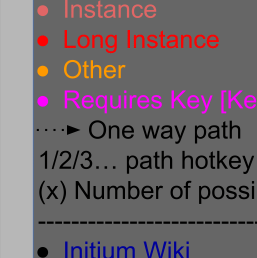 ● Instance
● Long Instance
● Other
● Requires Key [Ke
····► One way path
1/2/3… path hotkey
(x) Number of possi
--------------------------
● Initium Wiki